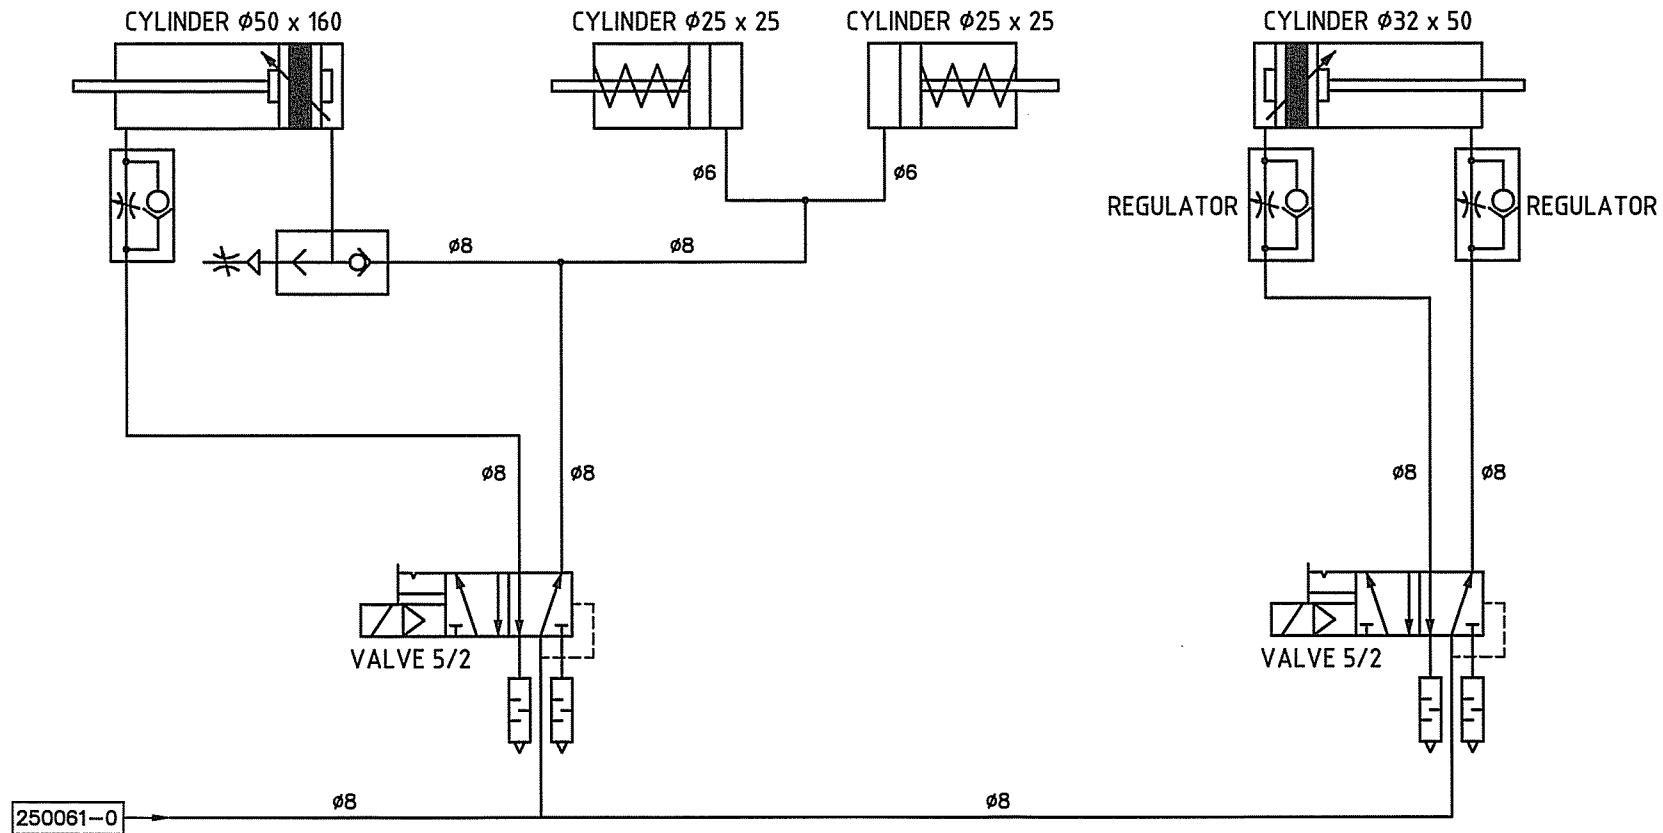 CYLINDER Ø50 x 160
CYLINDER Ø25 x 25
CYLINDER Ø25 x 25
CYLINDER Ø32 x 50
Ø6
Ø6
REGULATOR
REGULATOR
Ø8
Ø8
Ø8
Ø8
Ø8
Ø8
VALVE 5/2
VALVE 5/2
Ø8
Ø8
250061-0